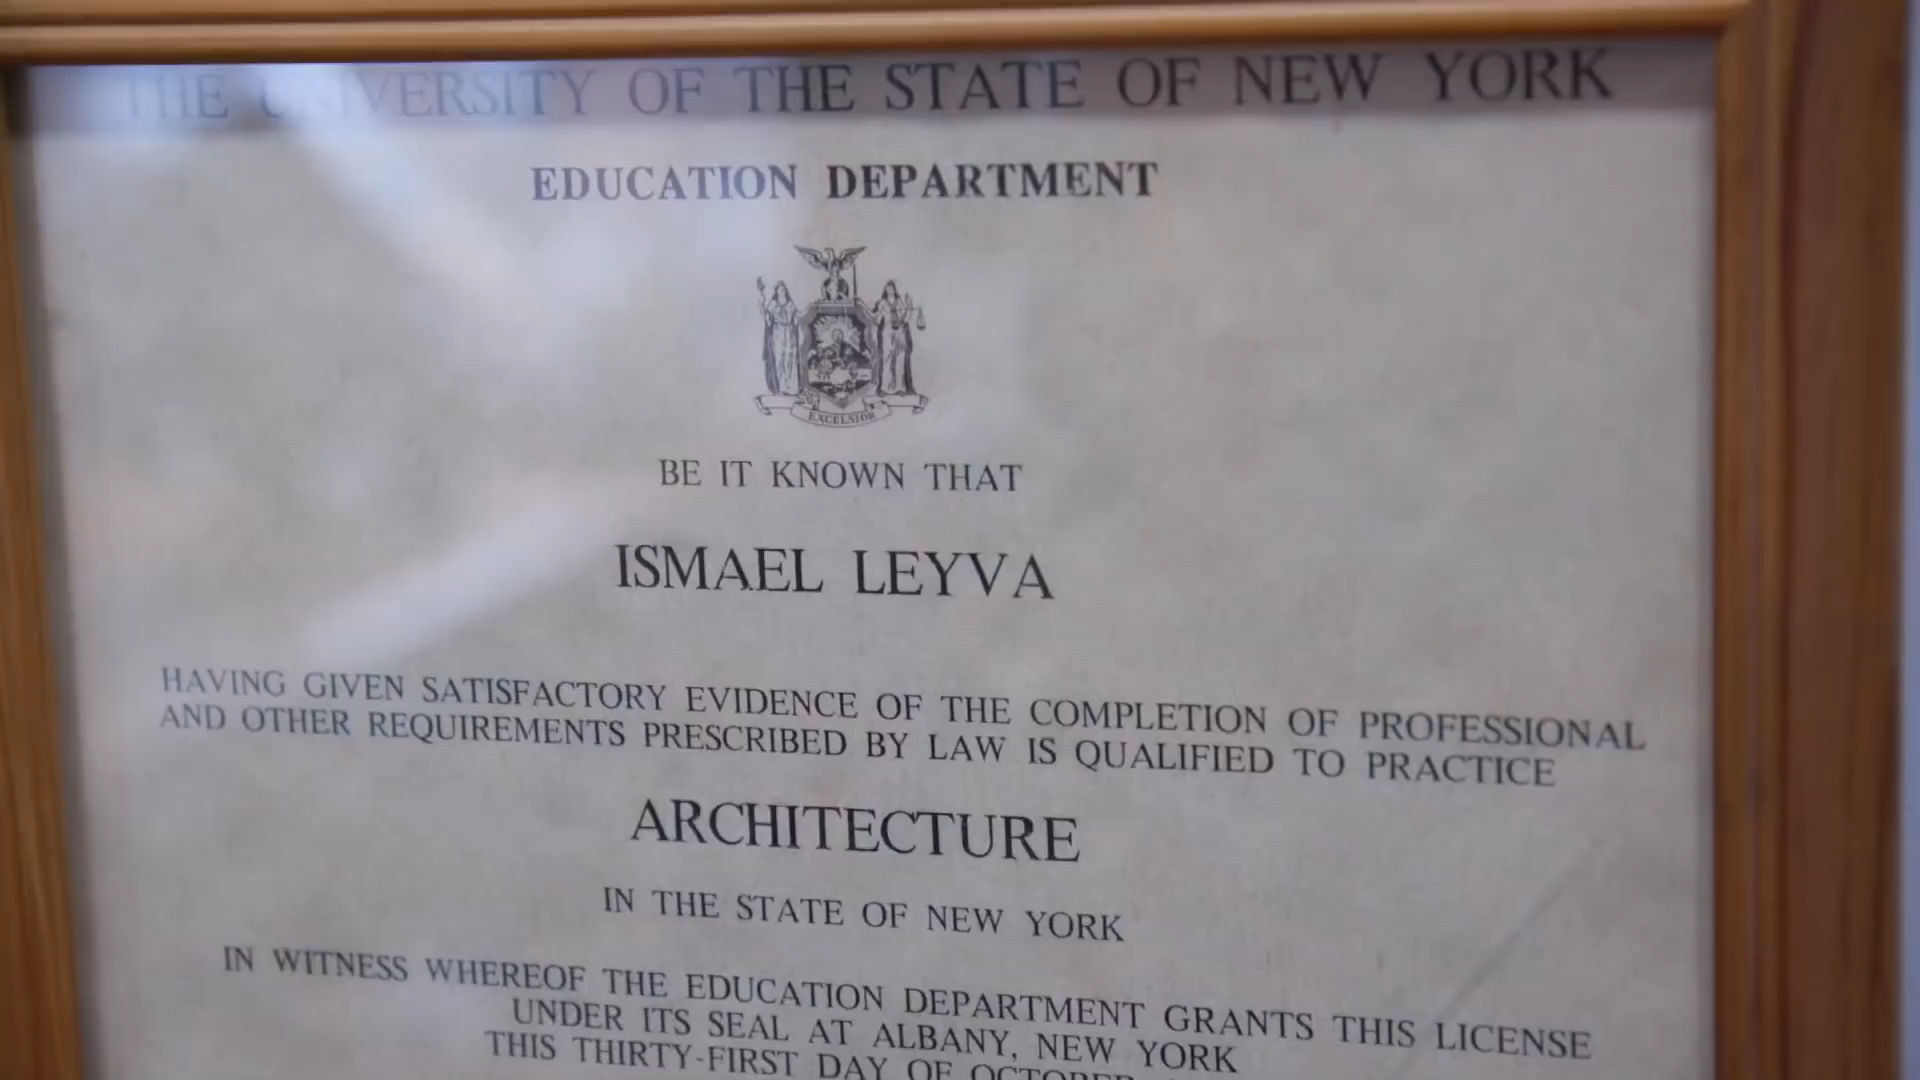 THE UNIVERSITY OF THE STATE OF NEW YORK
EDUCATION DEPARTMENT
EXCELSIOR
BE IT KNOWN THAT
ISMAEL LEYVA
HAVING GIVEN SATISFACTORY EVIDENCE OF THE COMPLETION OF PROFESSIONAL
AND OTHER REQUIREMENTS PRESCRIBED BY LAW IS QUALIFIED TO PRACTICE
ARCHITECTURE
IN THE STATE OF NEW YORK
IN WITNESS WHEREOF THE EDUCATION DEPARTMENT GRANTS THIS LICENSE
UNDER ITS SEAL AT ALBANY, NEW YORK
THIS THIRTY-FIRST DAY OF OCTOBER